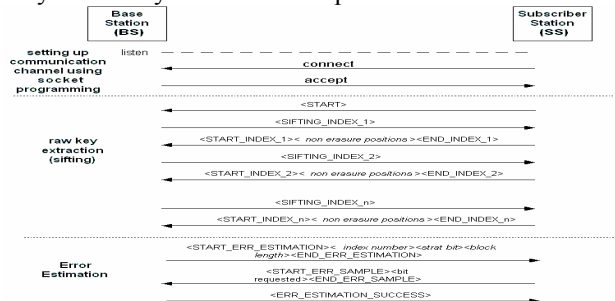 Base
Station
(BS)
Subscriber
Station
(SS)
setting up
communication
channel using
socket
programming
listen
connect
accept
<START>
<SIFTING_INDEX_1>
raw key
extraction
(sifting)
<START_INDEX_1>< non erasure positions ><END_INDEX_1>
<SIFTING_INDEX_2>
<START_INDEX_2>< non erasure positions ><END_INDEX_2>
<SIFTING_INDEX_n>
<START_INDEX_n>< non erasure positions ><END_INDEX_n>
Error
Estimation
<START_ERR_ESTIMATION>< index number><strat bit><block
length><END_ERR_ESTIMATION>
<START_ERR_SAMPLE><bit
requested><END_ERR_SAMPLE>
<ERR_ESTIMATION_SUCCESS>